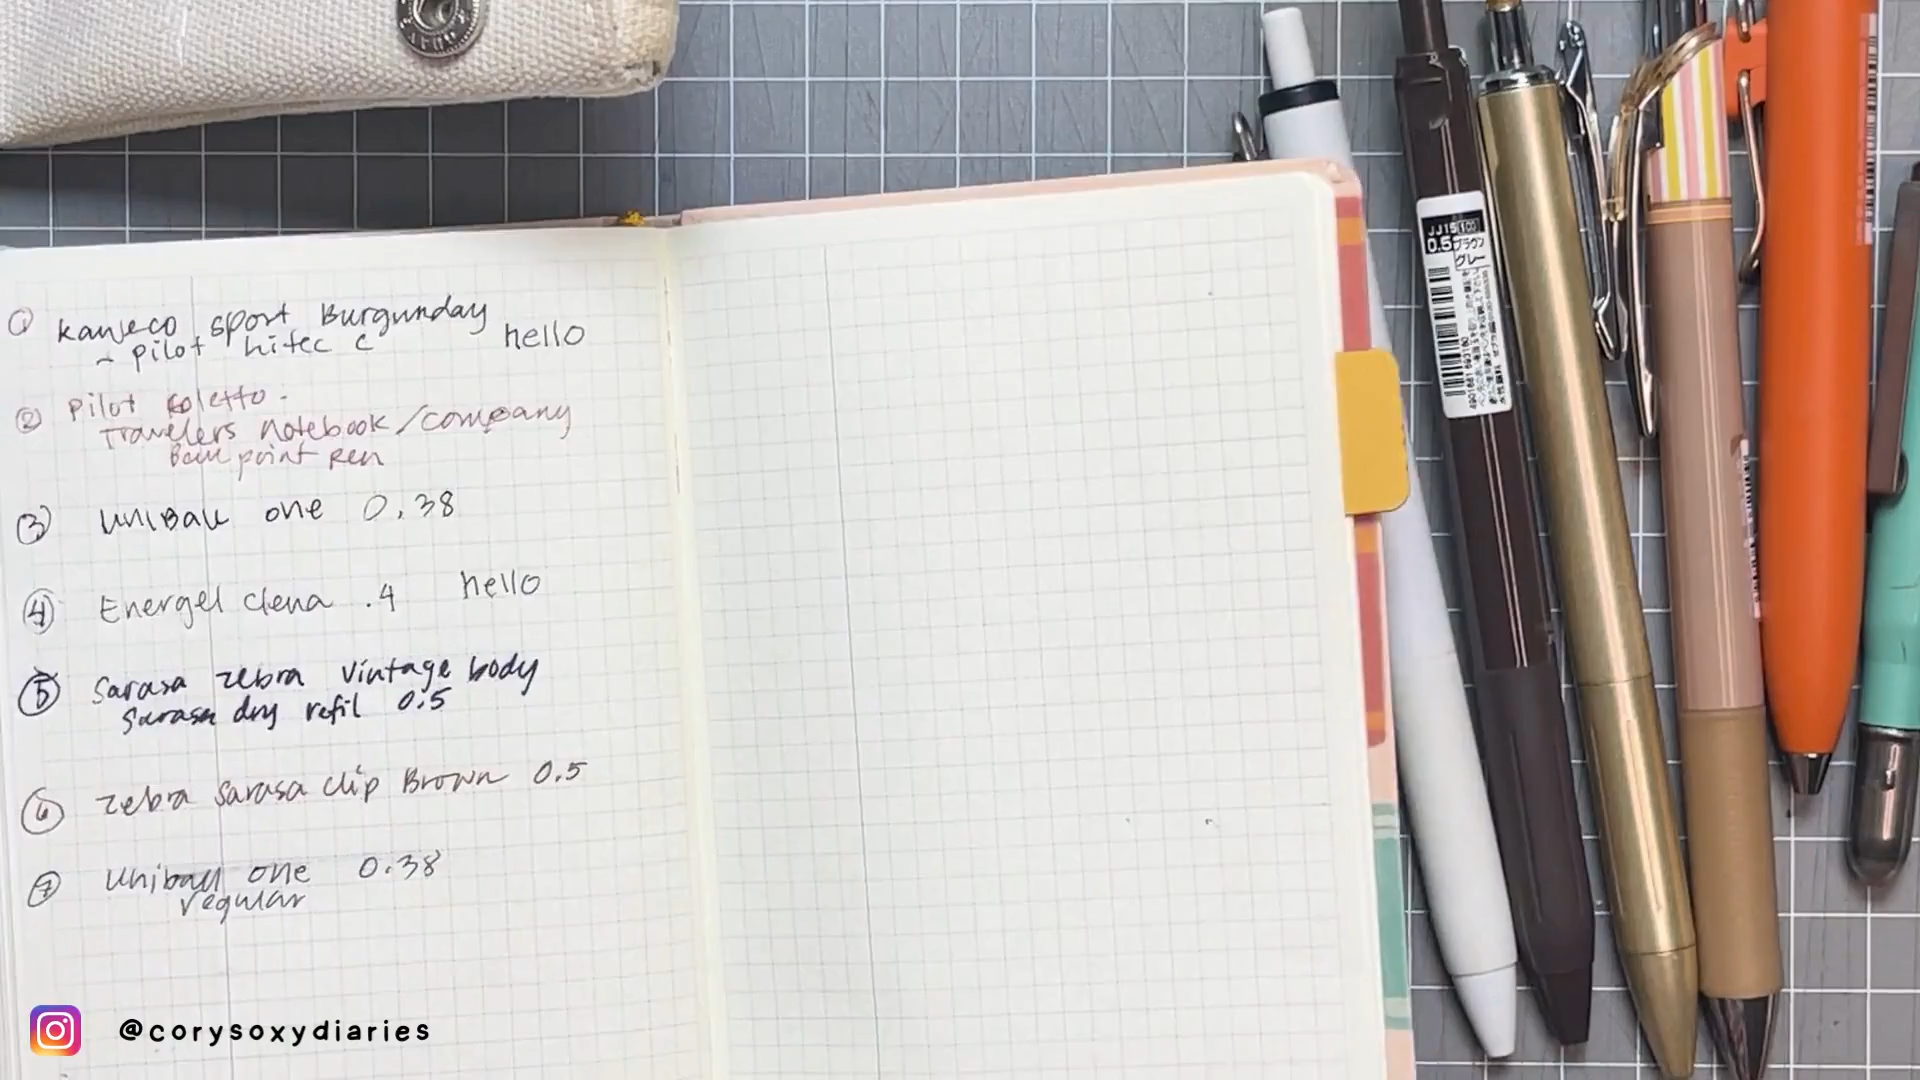 ① kaweco sport Burgunday
~ pilot hitec c hello
② Pilot Coletto -
Travelers notebook/company
Ball point Pen
③ uniBall one 0.38
④ Energel Clena .4 hello
⑤ Sarasa zebra vintage body
Sarasa dry refil 0.5
⑥ zebra sarasa clip Brown 0.5
⑦ uniball one 0.38
regular
@corysoxydiaries
JJ15
0.5 ブラウン
グレー